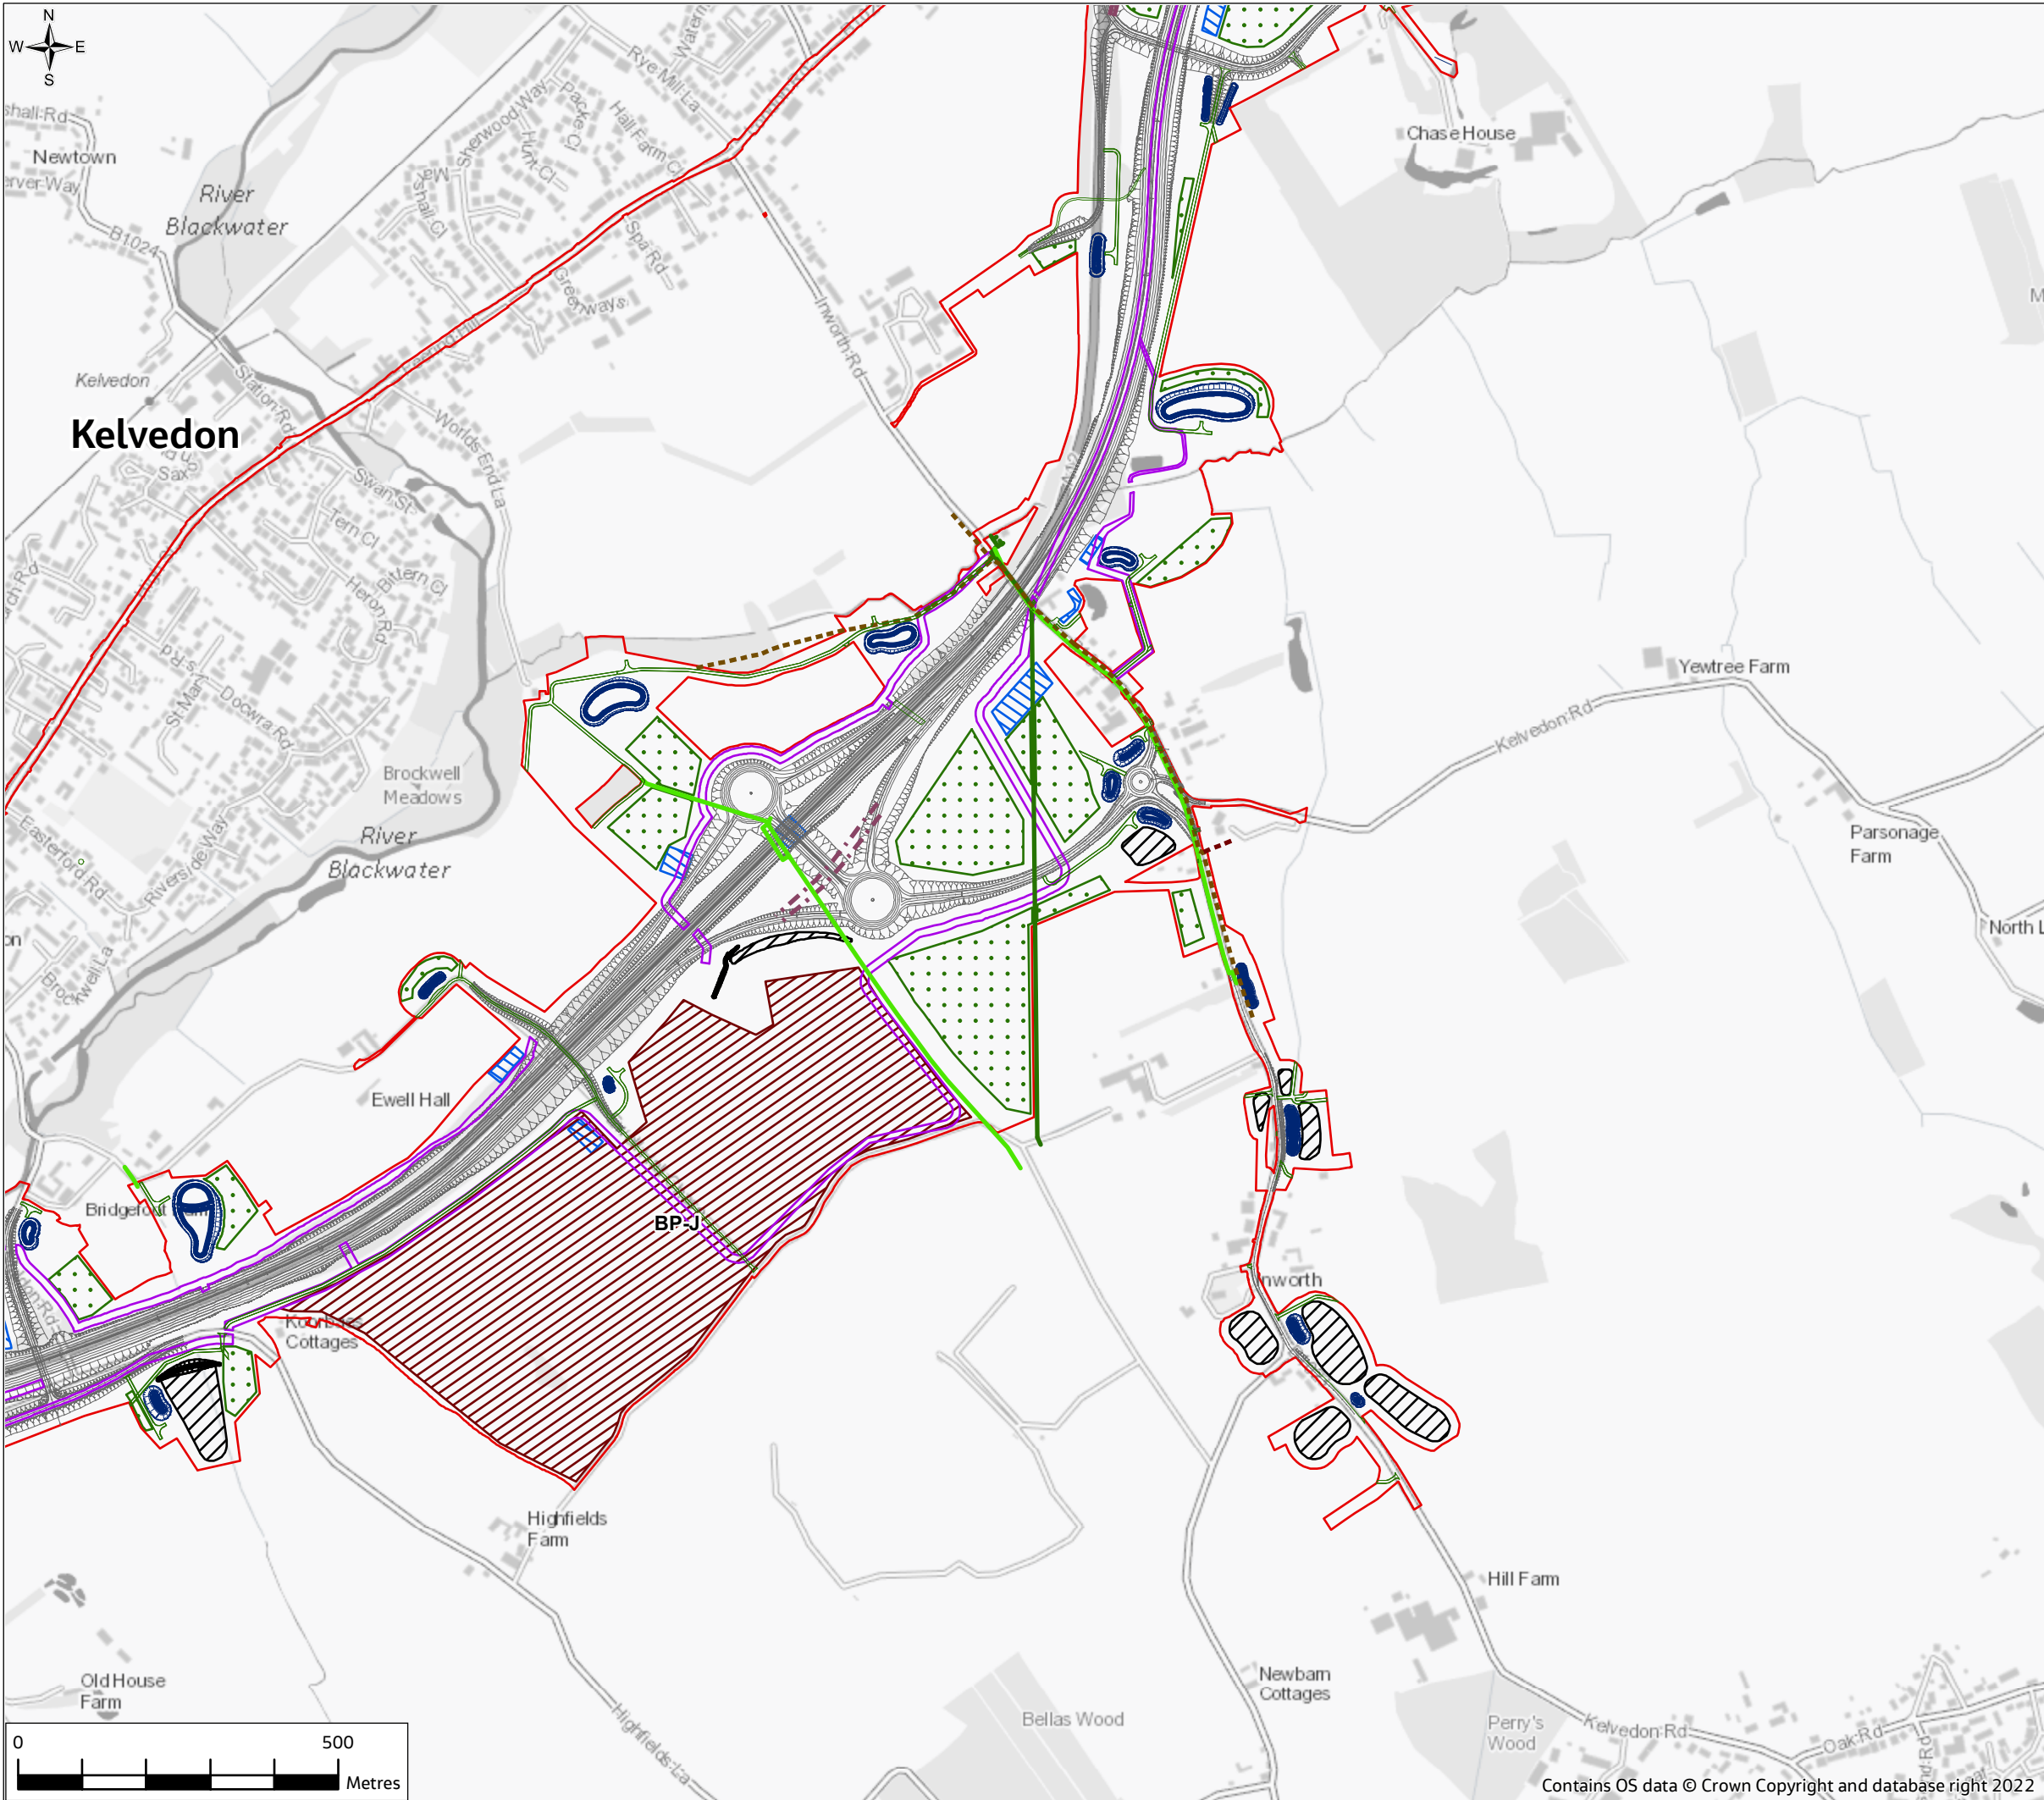 N
W E
S
Rye Mill La
Sherwood Way
Packe Cl
Hunt Cl
Hall Farm Cl
Newtown
River
Blackwater
B1024
Spa Rd
Greenways
Inworth Rd
Chase House
Kelvedon
Station Rd
Kelvedon
Worlds End La
Swan St
Tern Cl
Bittern Cl
Heron Rd
Docwra Rd
Yewtree Farm
Kelvedon Rd
Brockwell
Meadows
River
Blackwater
Easterford Rd
Riverside Way
Brockwell La
Parsonage
Farm
Ewell Hall
BP-J
Cottages
Highfields
Farm
Hill Farm
Old House
Farm
Newbarn
Cottages
Highfields La
Bellas Wood
Perry's
Wood
Kelvedon Rd
Oak Rd
0 500
Metres
Contains OS data © Crown Copyright and database right 2022